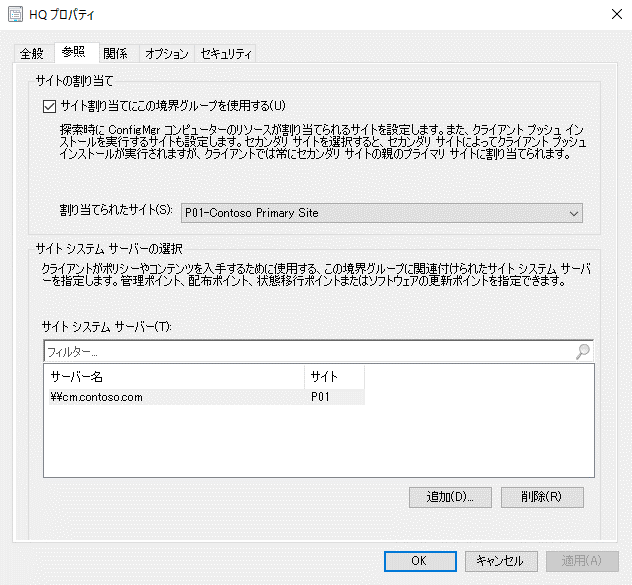 HQ プロパティ
全般 参照 関係 オプション セキュリティ
サイトの割り当て
サイト割り当てにこの境界グループを使用する(U)
探索時に ConfigMgr コンピューターのリソースが割り当てられるサイトを設定します。また、クライアント プッシュ イン
ストールを実行するサイトも設定します。セカンダリ サイトを選択すると、セカンダリ サイトによってクライアント プッシュ
インストールが実行されますが、クライアントでは常にセカンダリ サイトの親のプライマリ サイトに割り当てられます。
割り当てられたサイト(S): P01-Contoso Primary Site
サイト システム サーバーの選択
クライアントがポリシーやコンテンツを入手するために使用する、この境界グループに関連付けられたサイト システム サーバ
ーを指定します。管理ポイント、配布ポイント、状態移行ポイントまたはソフトウェアの更新ポイントを指定できます。
サイト システム サーバー(T):
フィルター...
サーバー名 サイト
¥¥cm.contoso.com P01
追加(D)... 削除(R)
OK キャンセル 適用(A)